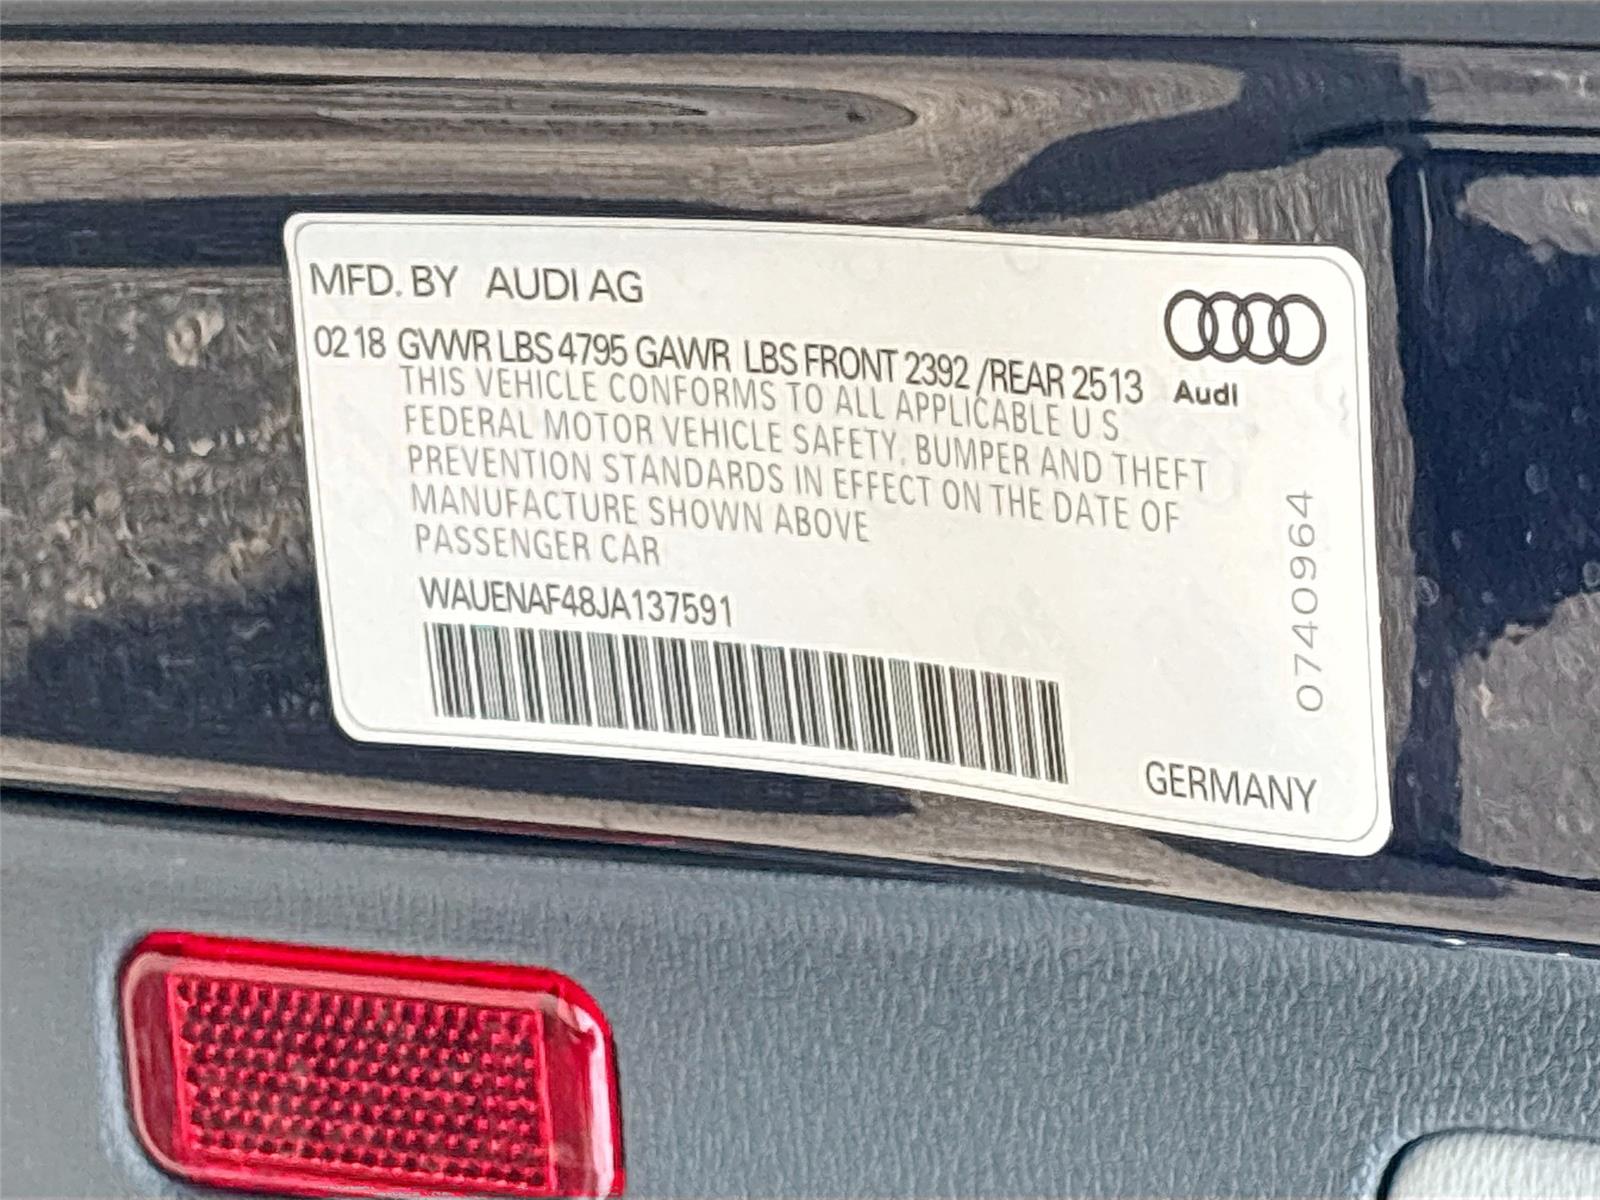 MFD. BY AUDI AG
02 18 GVWR LBS 4795 GAWR LBS FRONT 2392 /REAR 2513
Audi
THIS VEHICLE CONFORMS TO ALL APPLICABLE U S
FEDERAL MOTOR VEHICLE SAFETY, BUMPER AND THEFT
PREVENTION STANDARDS IN EFFECT ON THE DATE OF
MANUFACTURE SHOWN ABOVE
PASSENGER CAR
WAUENAF48JA137591
0740964
GERMANY